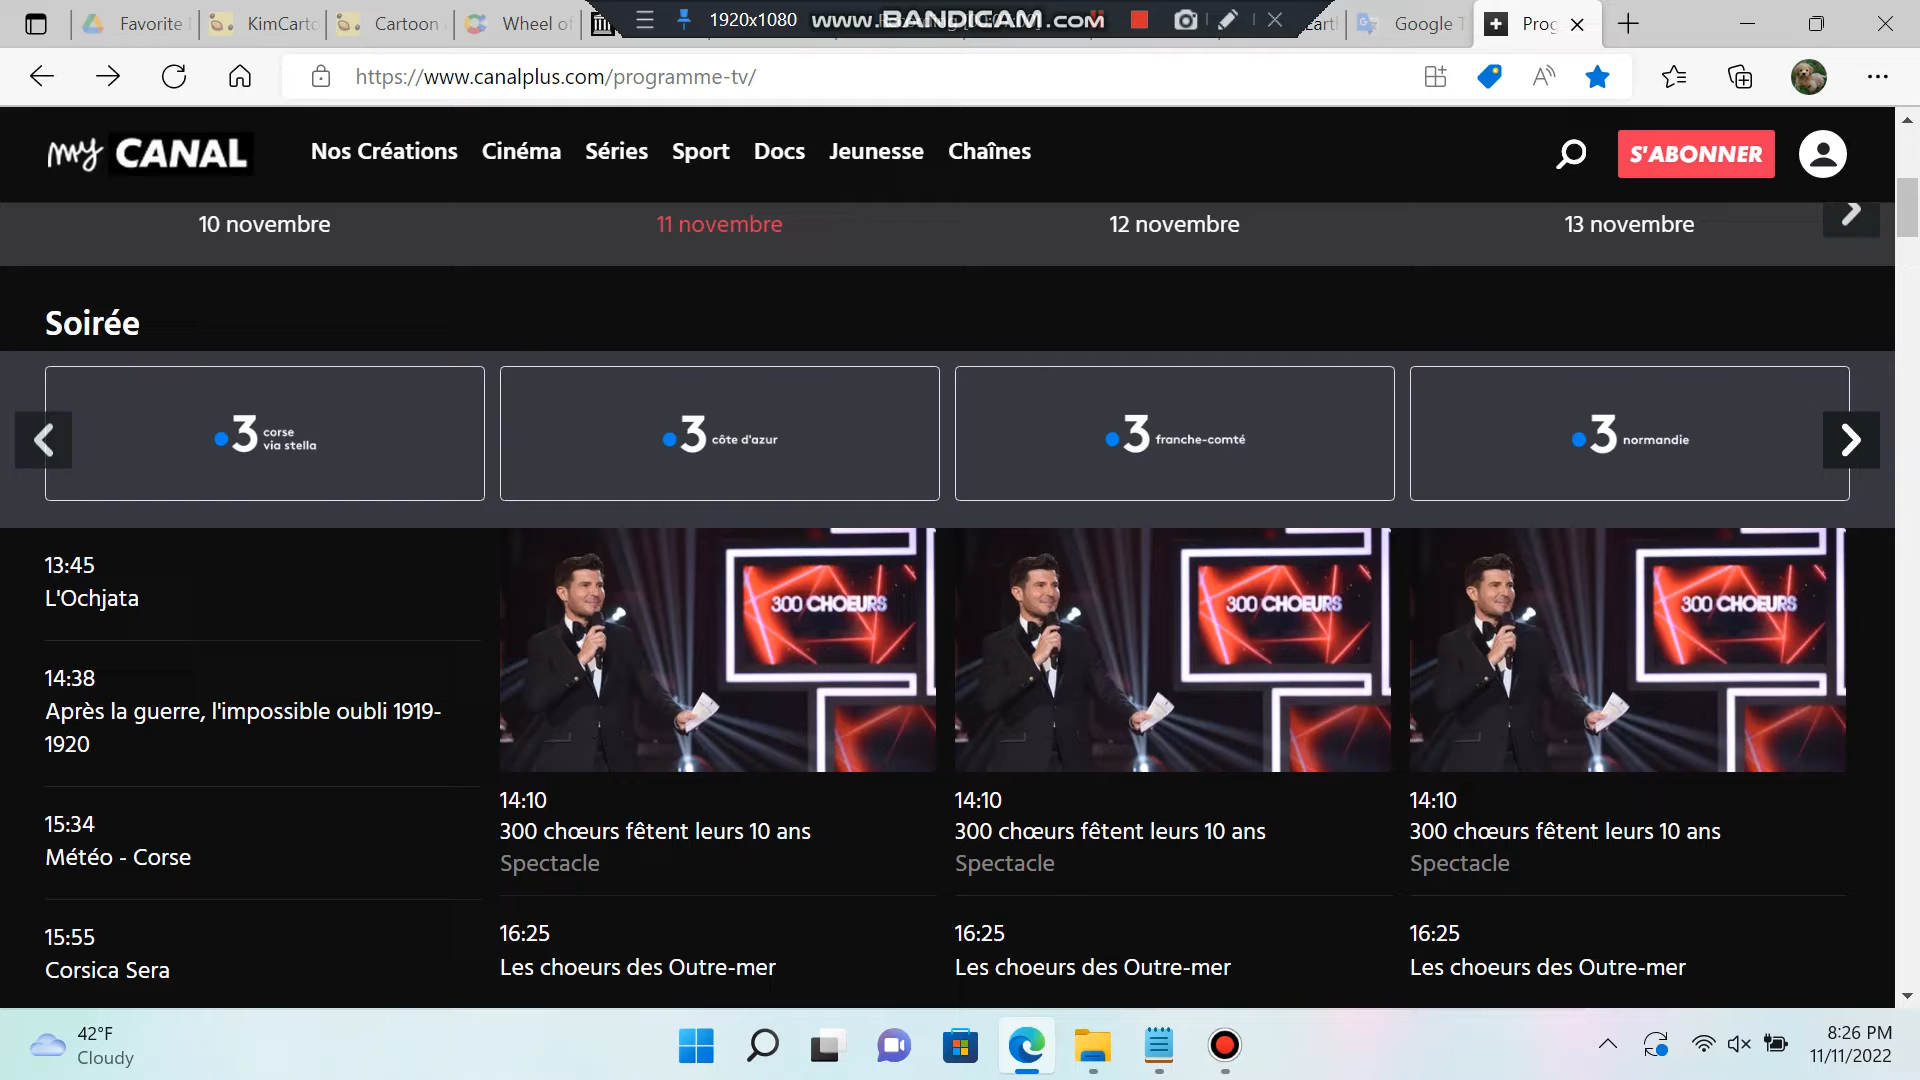 Favorite
KimCarto
Cartoon
Wheel of
1920x1080
www.BANDICAM.com
Earth
Google T
Prog
https://www.canalplus.com/programme-tv/
my CANAL
Nos Créations
Cinéma
Séries
Sport
Docs
Jeunesse
Chaînes
S'ABONNER
10 novembre
11 novembre
12 novembre
13 novembre
Soirée
3 corse
via stella
3 côte d'azur
3 franche-comté
3 normandie
13:45
L'Ochjata
14:38
Après la guerre, l'impossible oubli 1919-
1920
15:34
Météo - Corse
15:55
Corsica Sera
300 CHOEURS
14:10
300 chœurs fêtent leurs 10 ans
Spectacle
16:25
Les choeurs des Outre-mer
300 CHOEURS
14:10
300 chœurs fêtent leurs 10 ans
Spectacle
16:25
Les choeurs des Outre-mer
300 CHOEURS
14:10
300 chœurs fêtent leurs 10 ans
Spectacle
16:25
Les choeurs des Outre-mer
42°F
Cloudy
8:26 PM
11/11/2022